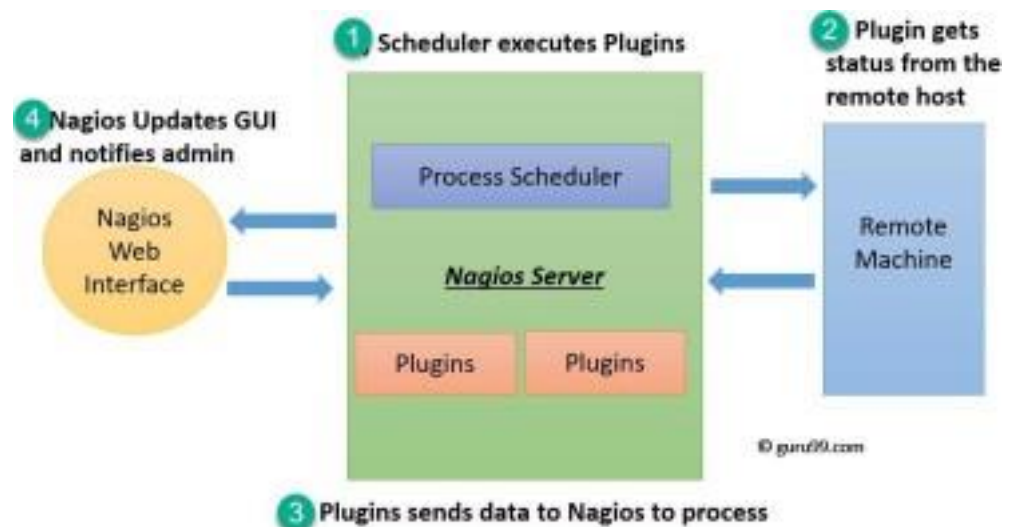 1 Scheduler executes Plugins
2 Plugin gets
status from the
remote host
4 Nagios Updates GUI
and notifies admin
Process Scheduler
Nagios
Web
Interface
Nagios Server
Remote
Machine
Plugins
Plugins
© guru99.com
3 Plugins sends data to Nagios to process